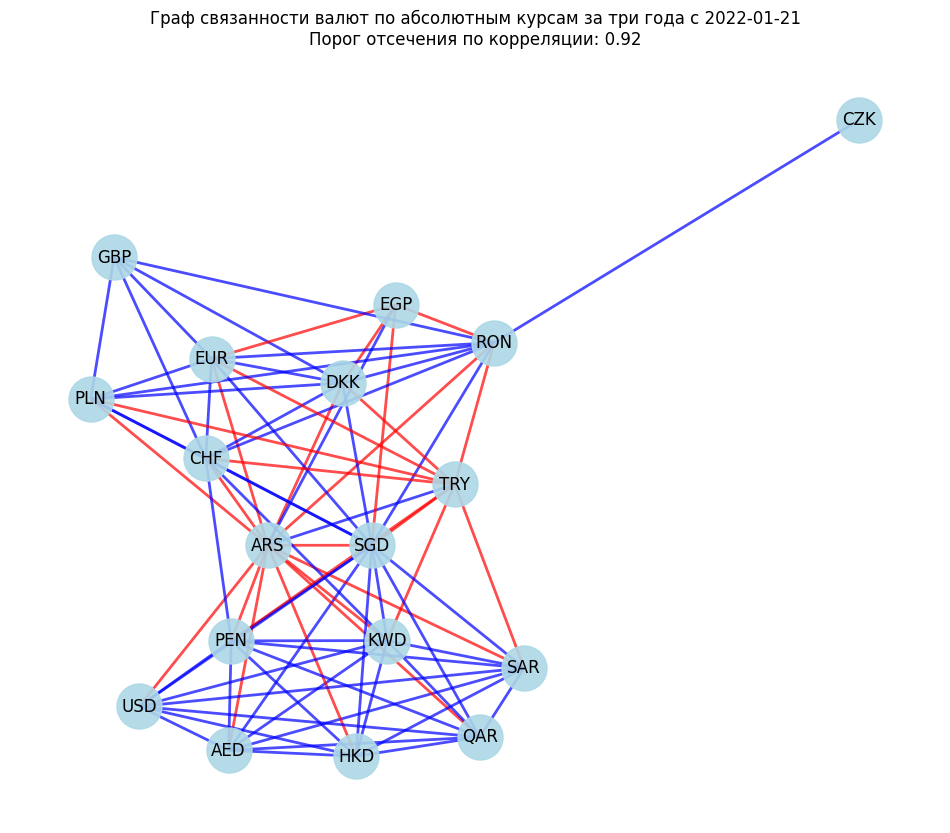 Граф связанности валют по абсолютным курсам за три года с 2022-01-21
Порог отсечения по корреляции: 0.92
CZK
GBP
EGP
RON
EUR
DKK
PLN
CHF
TRY
ARS
SGD
PEN
KWD
SAR
USD
QAR
AED
HKD